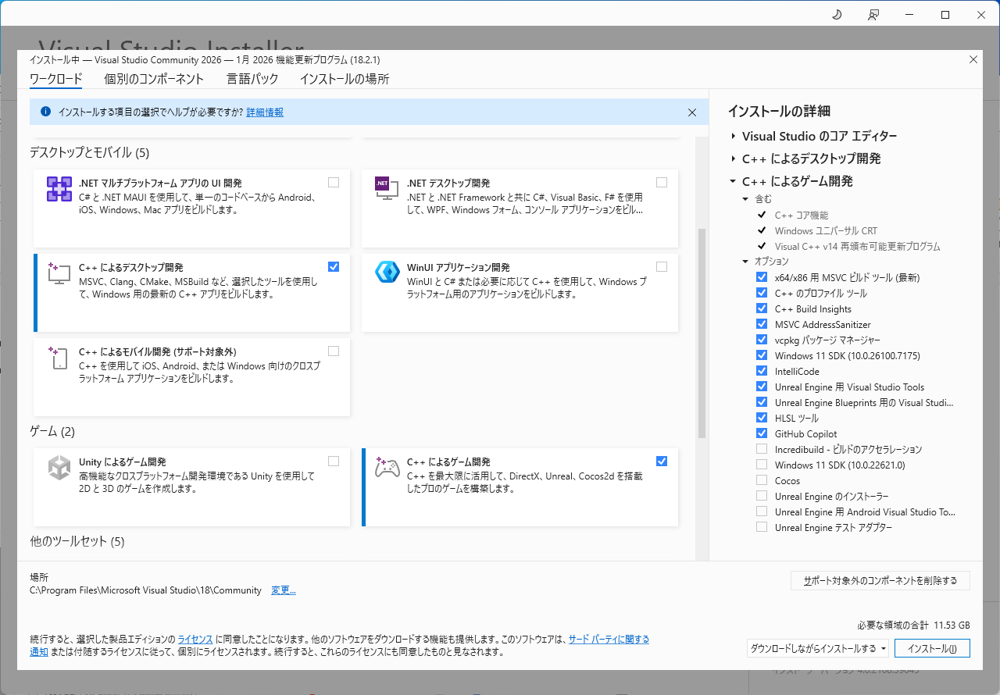 Visual Studio Installer
インストール中 — Visual Studio Community 2026 — 1月 2026 機能更新プログラム (18.2.1)
ワークロード 個別のコンポーネント 言語パック インストールの場所
インストールする項目の選択でヘルプが必要ですか? 詳細情報
デスクトップとモバイル (5)
.NET マルチプラットフォーム アプリの UI 開発
C# と .NET MAUI を使用して、単一のコードベースから Android、
iOS、Windows、Mac アプリをビルドします。
.NET
.NET デスクトップ開発
.NET と .NET Framework と共に C#、Visual Basic、F# を使用
して、WPF、Windows フォーム、コンソール アプリケーションをビル...
C++ によるデスクトップ開発
MSVC、Clang、CMake、MSBuild など、選択したツールを使用し
て、Windows 用の最新の C++ アプリをビルドします。
WinUI アプリケーション開発
WinUI と C# または必要に応じて C++ を使用して、Windows プ
ラットフォーム用のアプリケーションをビルドします。
C++ によるモバイル開発 (サポート対象外)
C++ を使用して iOS、Android、または Windows 向けのクロスプ
ラットフォーム アプリケーションをビルドします。
ゲーム (2)
Unity によるゲーム開発
高機能なクロスプラットフォーム開発環境である Unity を使用して
2D と 3D のゲームを作成します。
C++ によるゲーム開発
C++ を最大限に活用して、DirectX、Unreal、Cocos2d を搭載
したプロのゲームを構築します。
他のツールセット (5)
インストールの詳細
Visual Studio のコア エディター
C++ によるデスクトップ開発
C++ によるゲーム開発
含む
C++ コア機能
Windows ユニバーサル CRT
Visual C++ v14 再頒布可能更新プログラム
オプション
x64/x86 用 MSVC ビルド ツール (最新)
C++ のプロファイル ツール
C++ Build Insights
MSVC AddressSanitizer
vcpkg パッケージ マネージャー
Windows 11 SDK (10.0.26100.7175)
IntelliCode
Unreal Engine 用 Visual Studio Tools
Unreal Engine Blueprints 用の Visual Studi...
HLSL ツール
GitHub Copilot
Incredibuild - ビルドのアクセラレーション
Windows 11 SDK (10.0.22621.0)
Cocos
Unreal Engine のインストーラー
Unreal Engine 用 Android Visual Studio To...
Unreal Engine テスト アダプター
場所
C:\Program Files\Microsoft Visual Studio\18\Community 変更...
サポート対象外のコンポーネントを削除する
必要な領域の合計 11.53 GB
続行すると、選択した製品エディションの ライセンス に同意したことになります。他のソフトウェアをダウンロードする機能も提供します。このソフトウェアは、サード パーティに関する
通知 または付随するライセンスに従って、個別にライセンスされます。続行すると、これらのライセンスにも同意したものと見なされます。
ダウンロードしながらインストールする インストール(I)